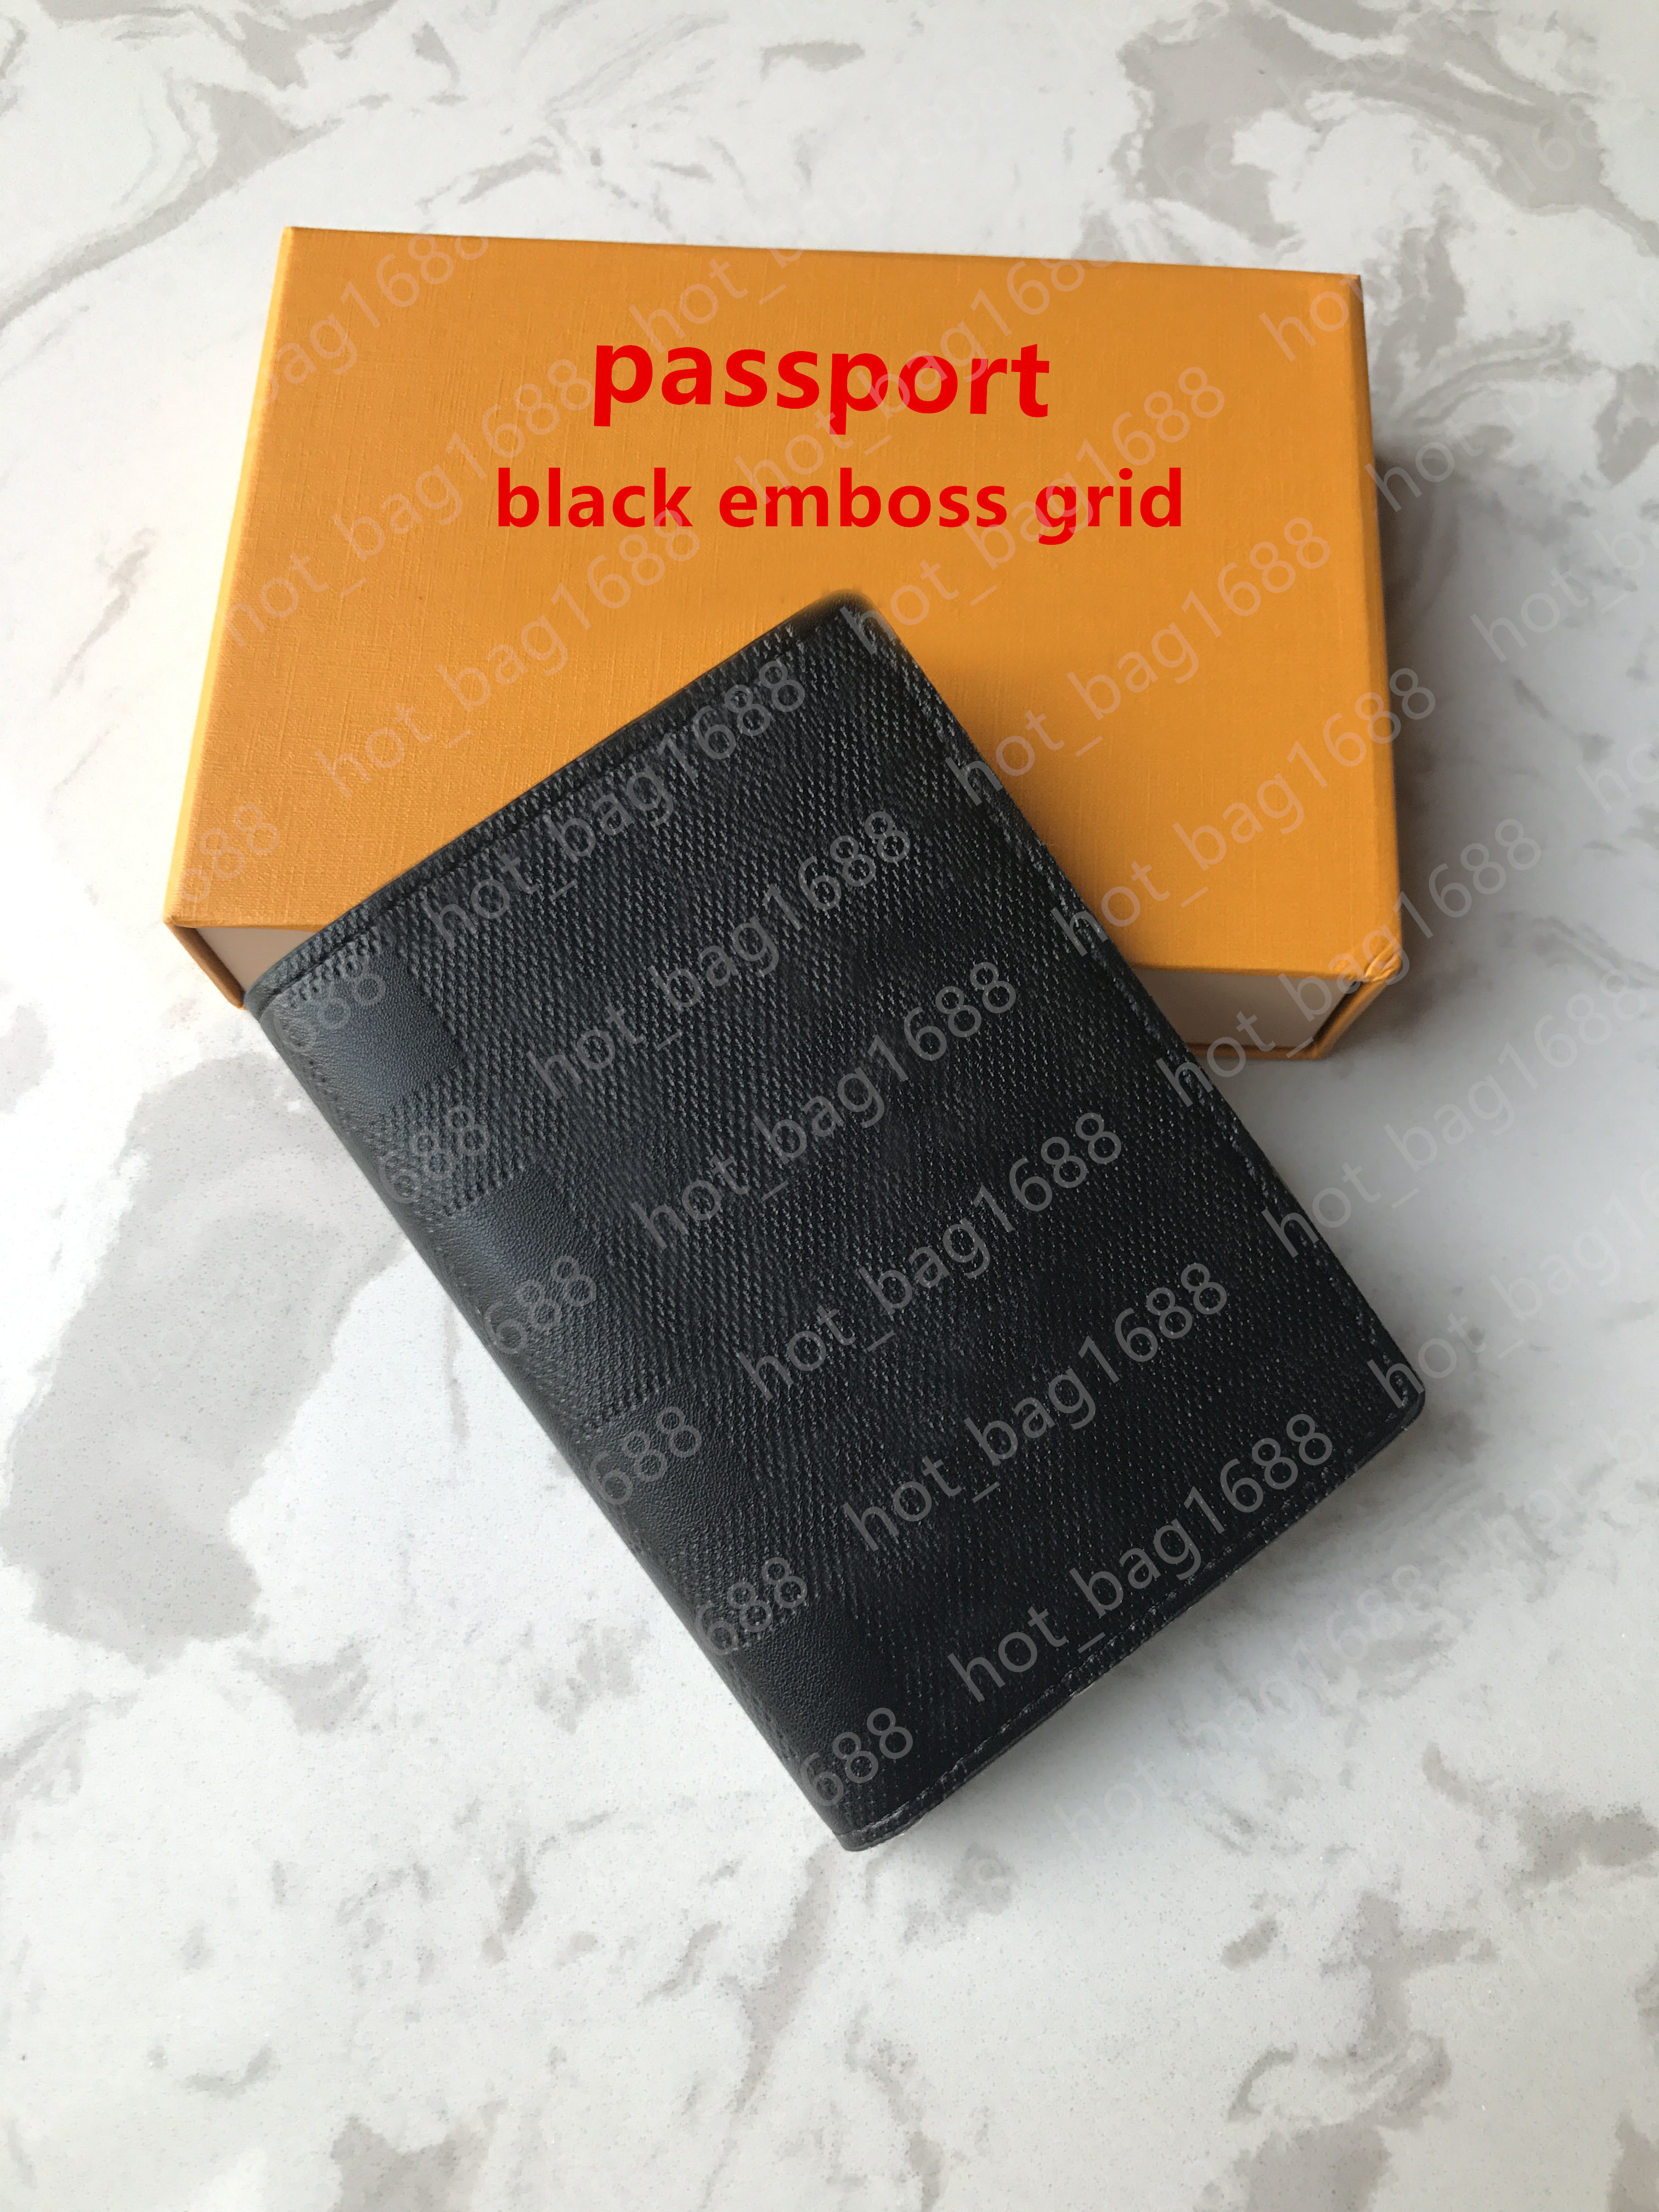 passport
black emboss grid
hot_bag1688